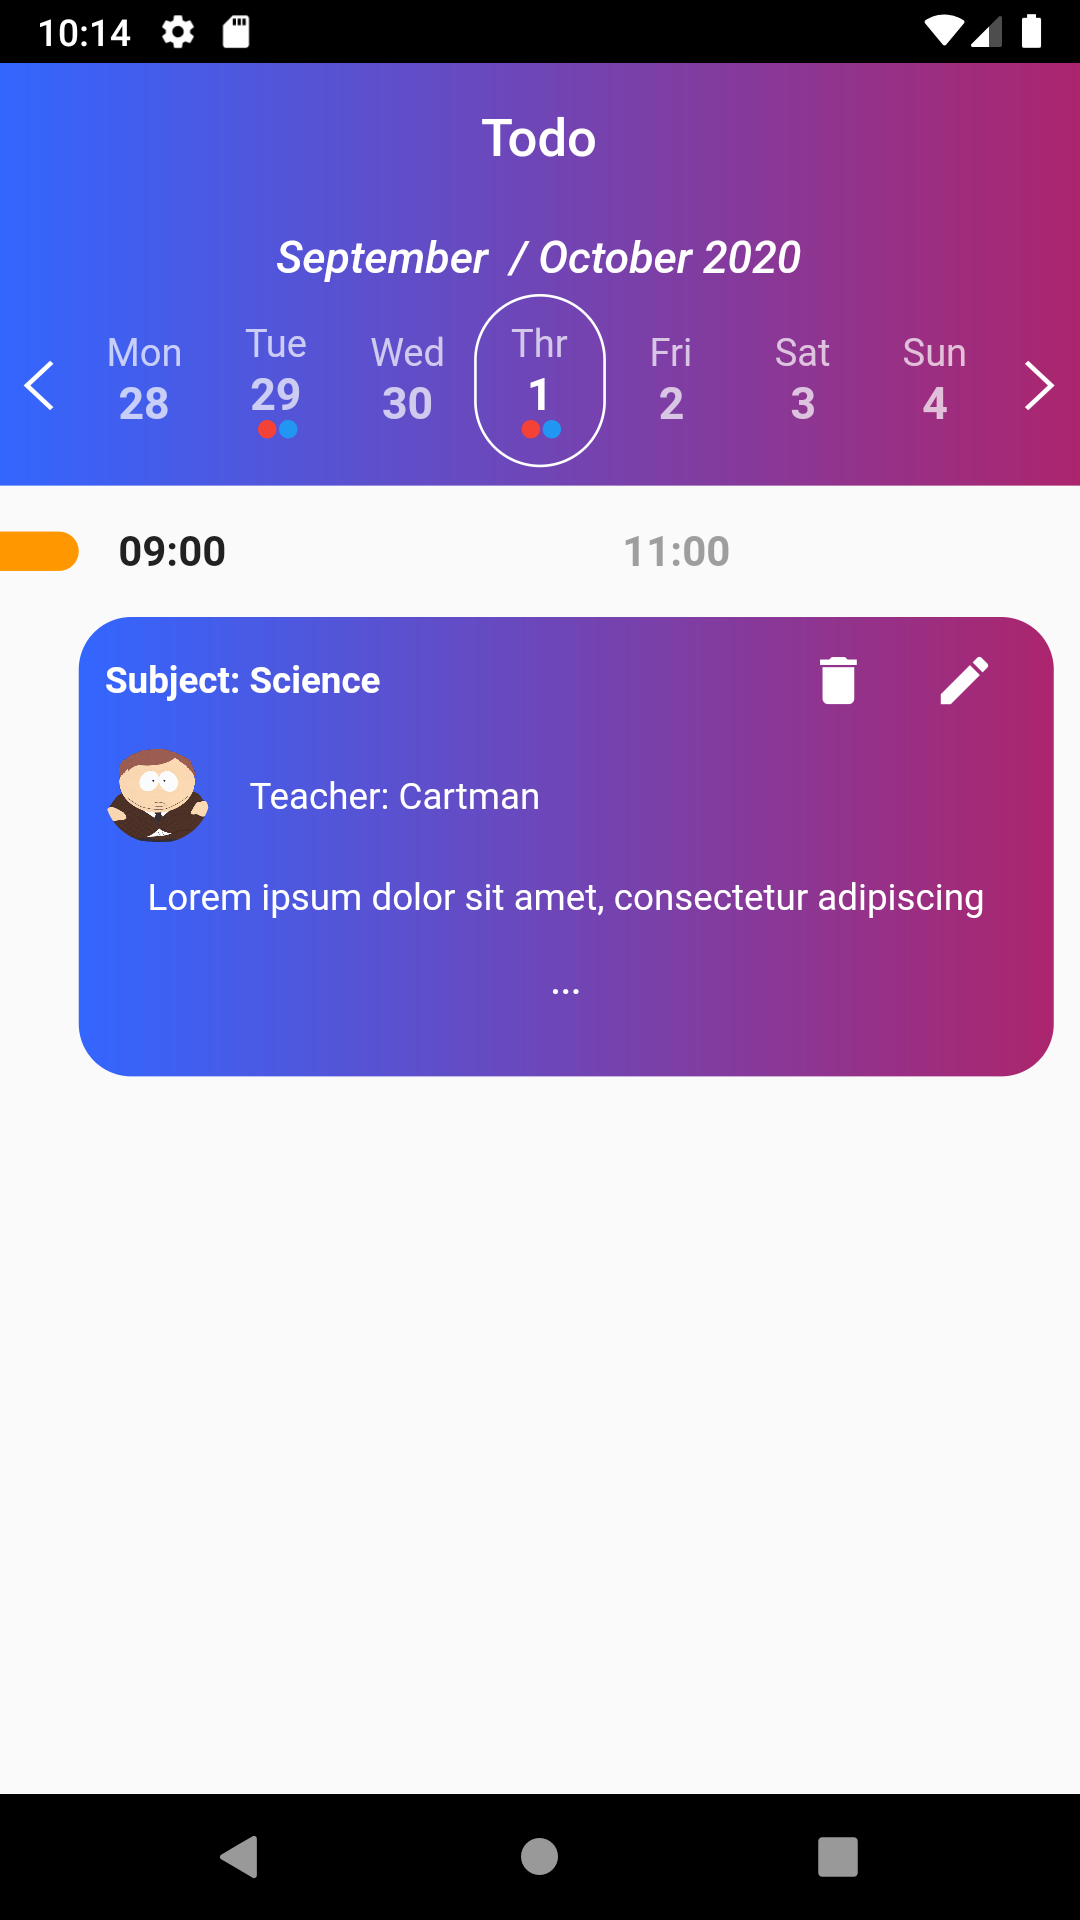 10:14
Todo
September / October 2020
Mon Tue Wed Thr Fri Sat Sun
28 29 30 1 2 3 4
09:00 11:00
Subject: Science
Teacher: Cartman
Lorem ipsum dolor sit amet, consectetur adipiscing
...